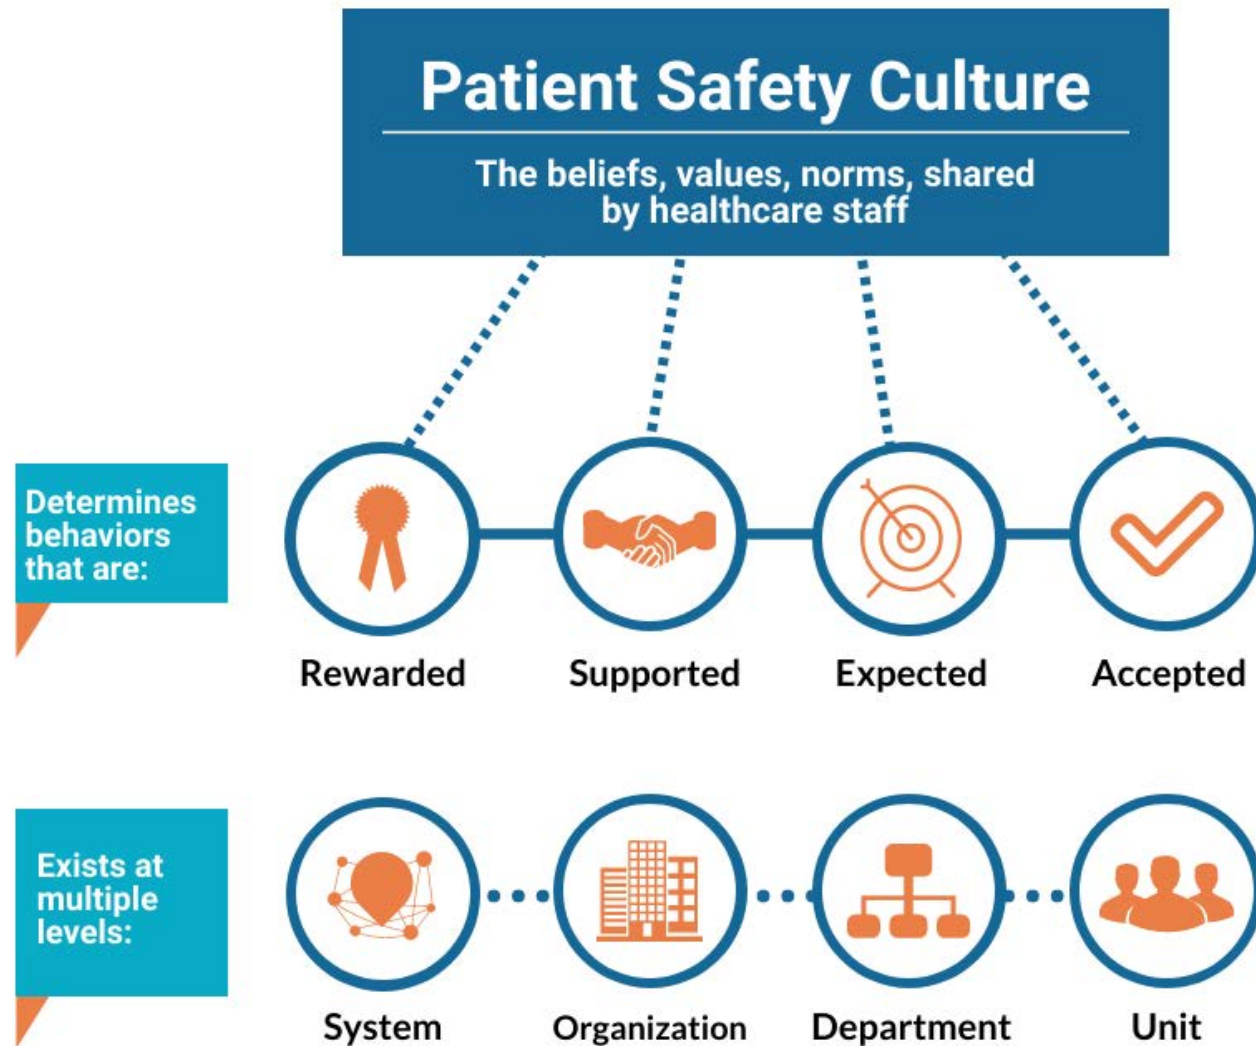 Patient Safety Culture
The beliefs, values, norms, shared
by healthcare staff
Determines
behaviors
that are:
Rewarded
Supported
Expected
Accepted
Exists at
multiple
levels:
System
Organization
Department
Unit